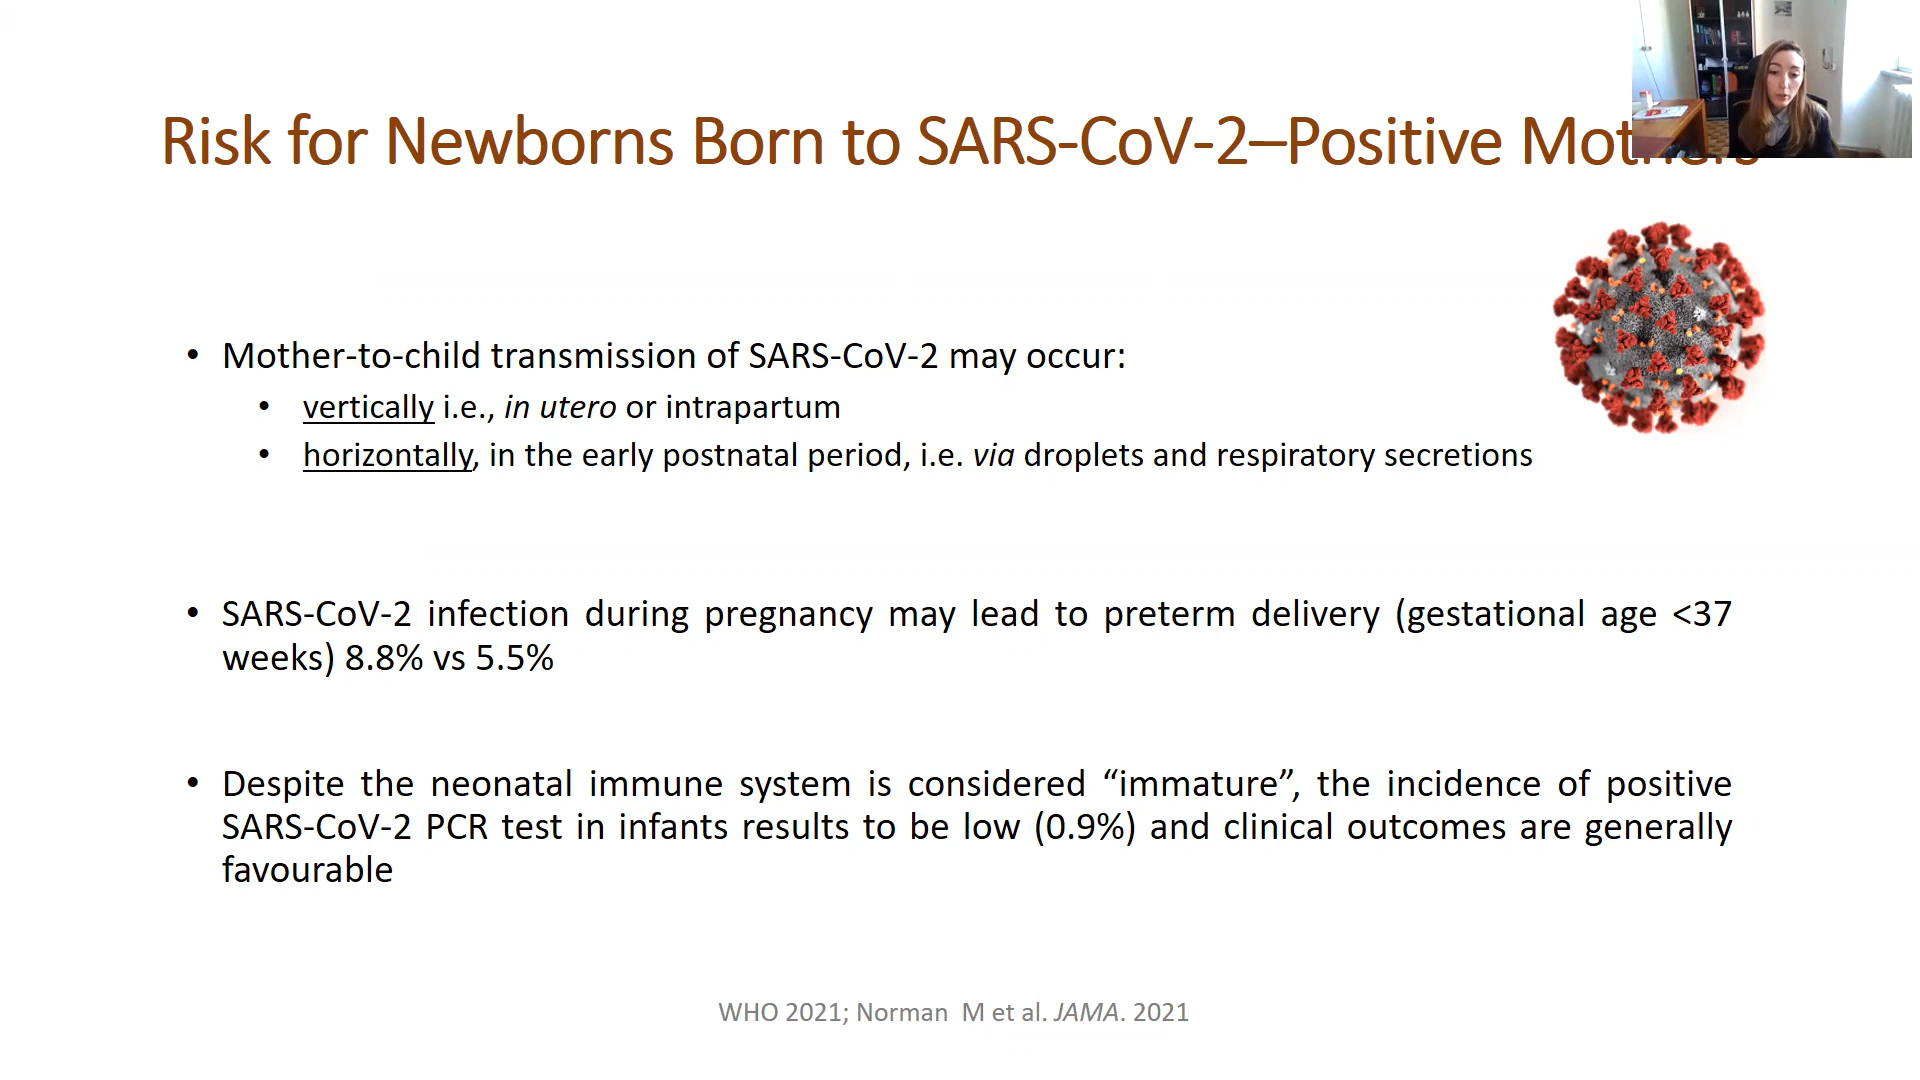 Risk for Newborns Born to SARS-CoV-2–Positive Mothers
• Mother-to-child transmission of SARS-CoV-2 may occur:
• vertically i.e., in utero or intrapartum
• horizontally, in the early postnatal period, i.e. via droplets and respiratory secretions
• SARS-CoV-2 infection during pregnancy may lead to preterm delivery (gestational age <37
weeks) 8.8% vs 5.5%
• Despite the neonatal immune system is considered “immature”, the incidence of positive
SARS-CoV-2 PCR test in infants results to be low (0.9%) and clinical outcomes are generally
favourable
WHO 2021; Norman M et al. JAMA. 2021